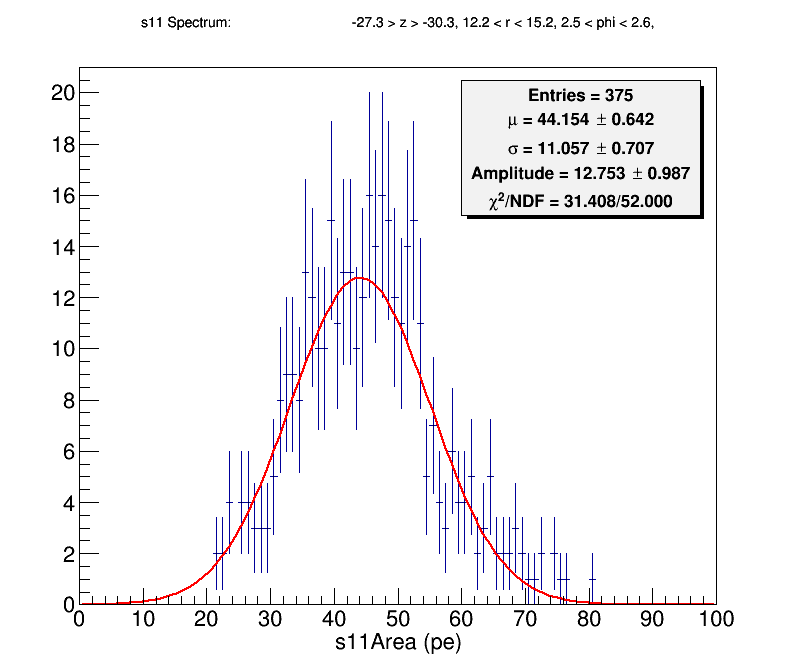 s11 Spectrum: -27.3 > z > -30.3, 12.2 < r < 15.2, 2.5 < phi < 2.6,
Entries = 375
μ = 44.154 ± 0.642
σ = 11.057 ± 0.707
Amplitude = 12.753 ± 0.987
χ²/NDF = 31.408/52.000
20
18
16
14
12
10
8
6
4
2
0
0 10 20 30 40 50 60 70 80 90 100
s11Area (pe)